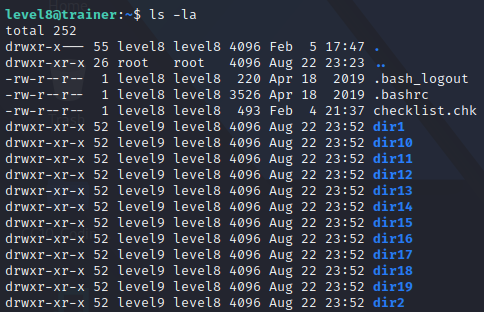 level8@trainer:~$ ls -la
total 252
drwxr-x--- 55 level8 level8 4096 Feb  5 17:47 .
drwxr-xr-x 26 root   root   4096 Aug 22 23:23 ..
-rw-r--r--  1 level8 level8  220 Apr 18  2019 .bash_logout
-rw-r--r--  1 level8 level8 3526 Apr 18  2019 .bashrc
-rw-r--r--  1 level8 level8  493 Feb  4 21:37 checklist.chk
drwxr-xr-x 52 level9 level8 4096 Aug 22 23:52 dir1
drwxr-xr-x 52 level9 level8 4096 Aug 22 23:52 dir10
drwxr-xr-x 52 level9 level8 4096 Aug 22 23:52 dir11
drwxr-xr-x 52 level9 level8 4096 Aug 22 23:52 dir12
drwxr-xr-x 52 level9 level8 4096 Aug 22 23:52 dir13
drwxr-xr-x 52 level9 level8 4096 Aug 22 23:52 dir14
drwxr-xr-x 52 level9 level8 4096 Aug 22 23:52 dir15
drwxr-xr-x 52 level9 level8 4096 Aug 22 23:52 dir16
drwxr-xr-x 52 level9 level8 4096 Aug 22 23:52 dir17
drwxr-xr-x 52 level9 level8 4096 Aug 22 23:52 dir18
drwxr-xr-x 52 level9 level8 4096 Aug 22 23:52 dir19
drwxr-xr-x 52 level9 level8 4096 Aug 22 23:52 dir2